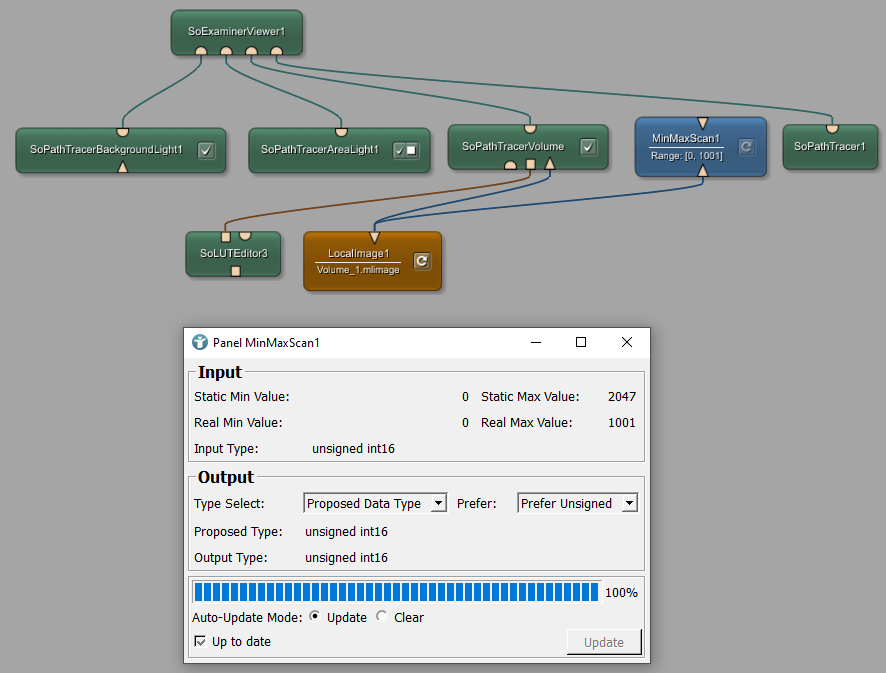 SoExaminerViewer1
SoPathTracerBackgroundLight1
SoPathTracerAreaLight1
SoPathTracerVolume
MinMaxScan1
Range: [0, 1001]
SoPathTracer1
SoLUTEditor3
LocalImage1
Volume_1.mlimage
Panel MinMaxScan1
Input
Static Min Value: 0 Static Max Value: 2047
Real Min Value: 0 Real Max Value: 1001
Input Type: unsigned int16
Output
Type Select: Proposed Data Type Prefer: Prefer Unsigned
Proposed Type: unsigned int16
Output Type: unsigned int16
100%
Auto-Update Mode: Update Clear
Up to date
Update